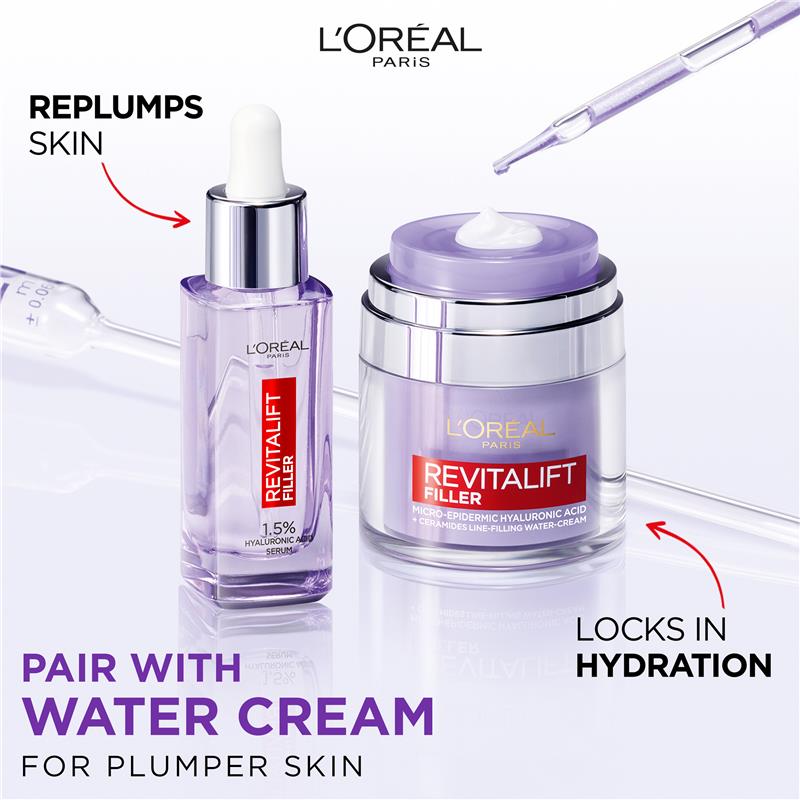 L'ORÉAL
PARIS
REPLUMPS
SKIN
L'ORÉAL
PARIS
REVITALIFT
FILLER
1.5%
HYALURONIC ACID
SERUM
L'ORÉAL
PARIS
REVITALIFT
FILLER
MICRO-EPIDERMIC HYALURONIC ACID
+ CERAMIDES LINE-FILLING WATER-CREAM
LOCKS IN
HYDRATION
PAIR WITH
WATER CREAM
FOR PLUMPER SKIN